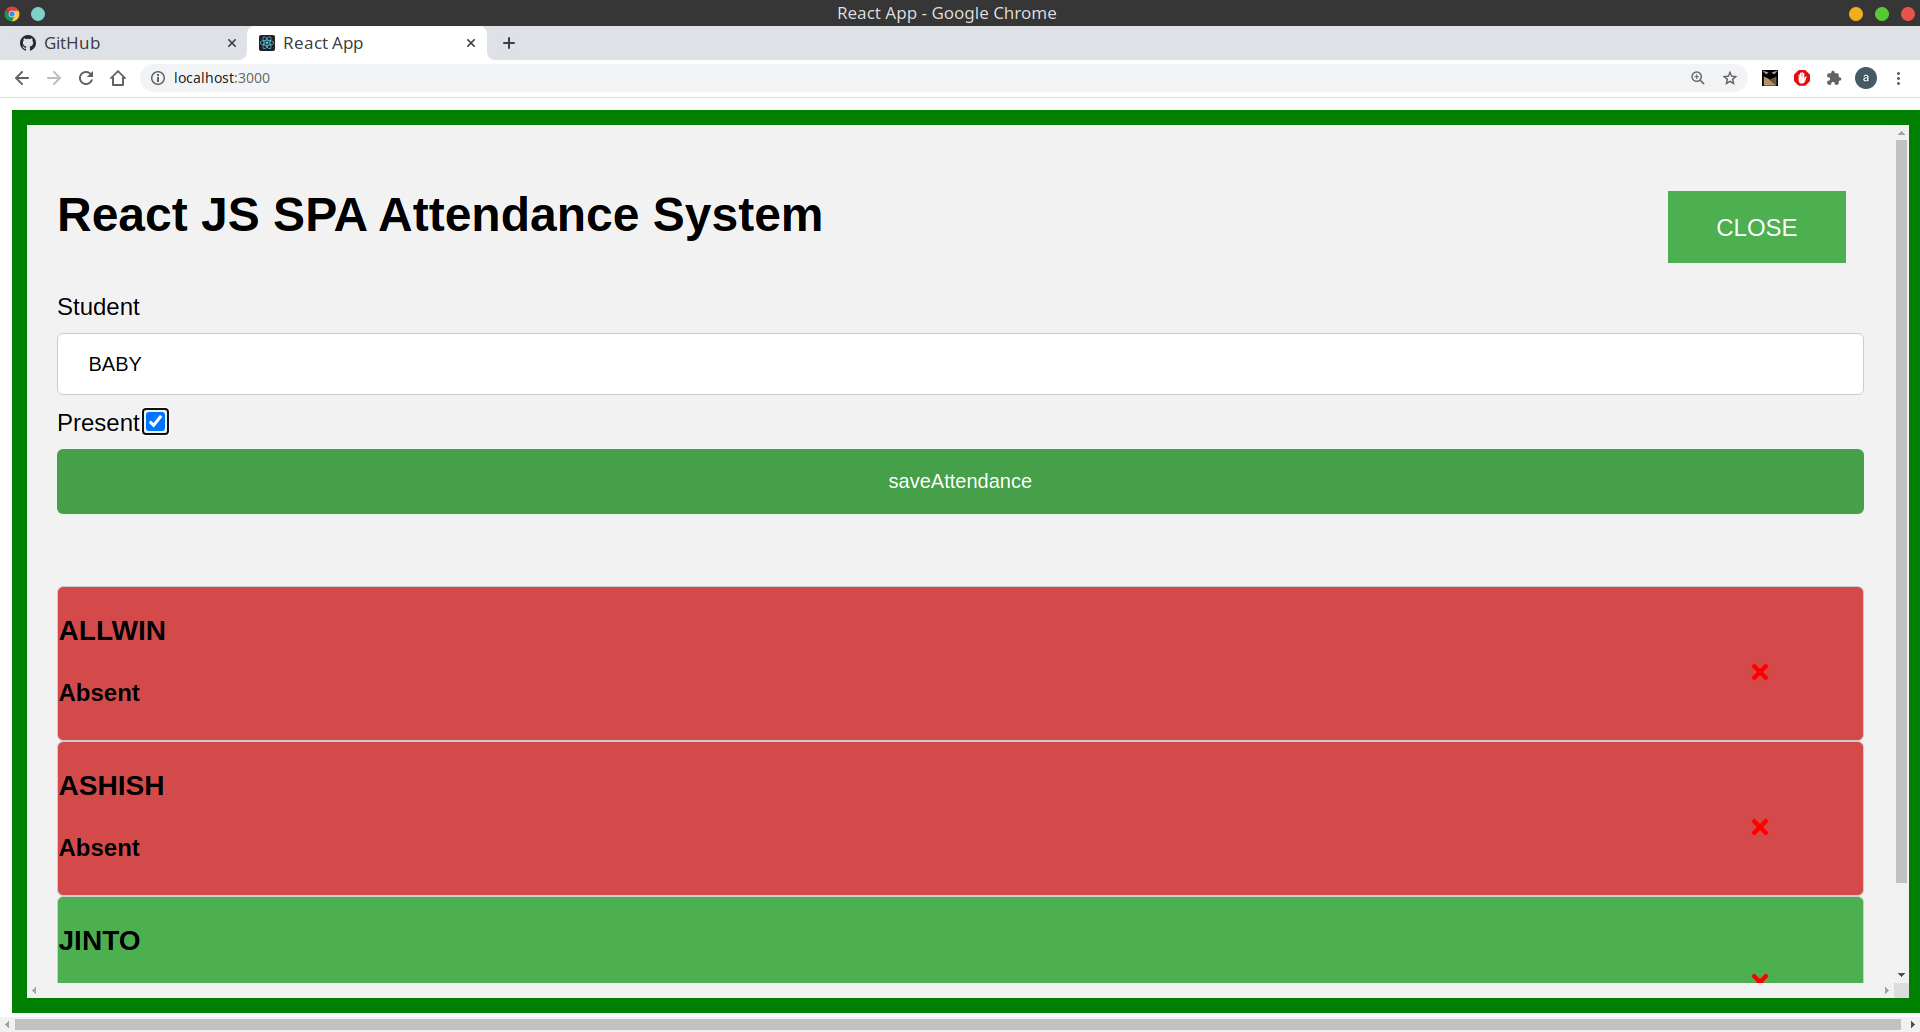 React App - Google Chrome
GitHub
React App
localhost:3000
a
React JS SPA Attendance System
CLOSE
Student
BABY
Present
saveAttendance
ALLWIN
Absent
ASHISH
Absent
JINTO